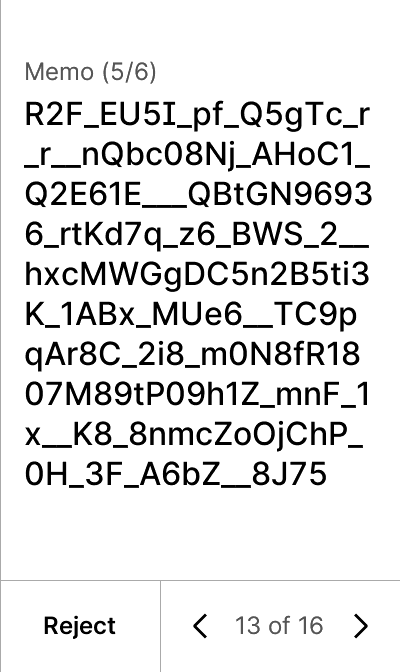 Memo (5/6)
R2F_EU5I_pf_Q5gTc_r
_r__nQbc08Nj_AHoC1_
Q2E61E___QBtGN9693
6_rtKd7q_z6_BWS_2__
hxcMWGgDC5n2B5ti3
K_1ABx_MUe6__TC9p
qAr8C_2i8_m0N8fR18
07M89tP09h1Z_mnF_1
x__K8_8nmcZoOjChP_
0H_3F_A6bZ__8J75
Reject
13 of 16